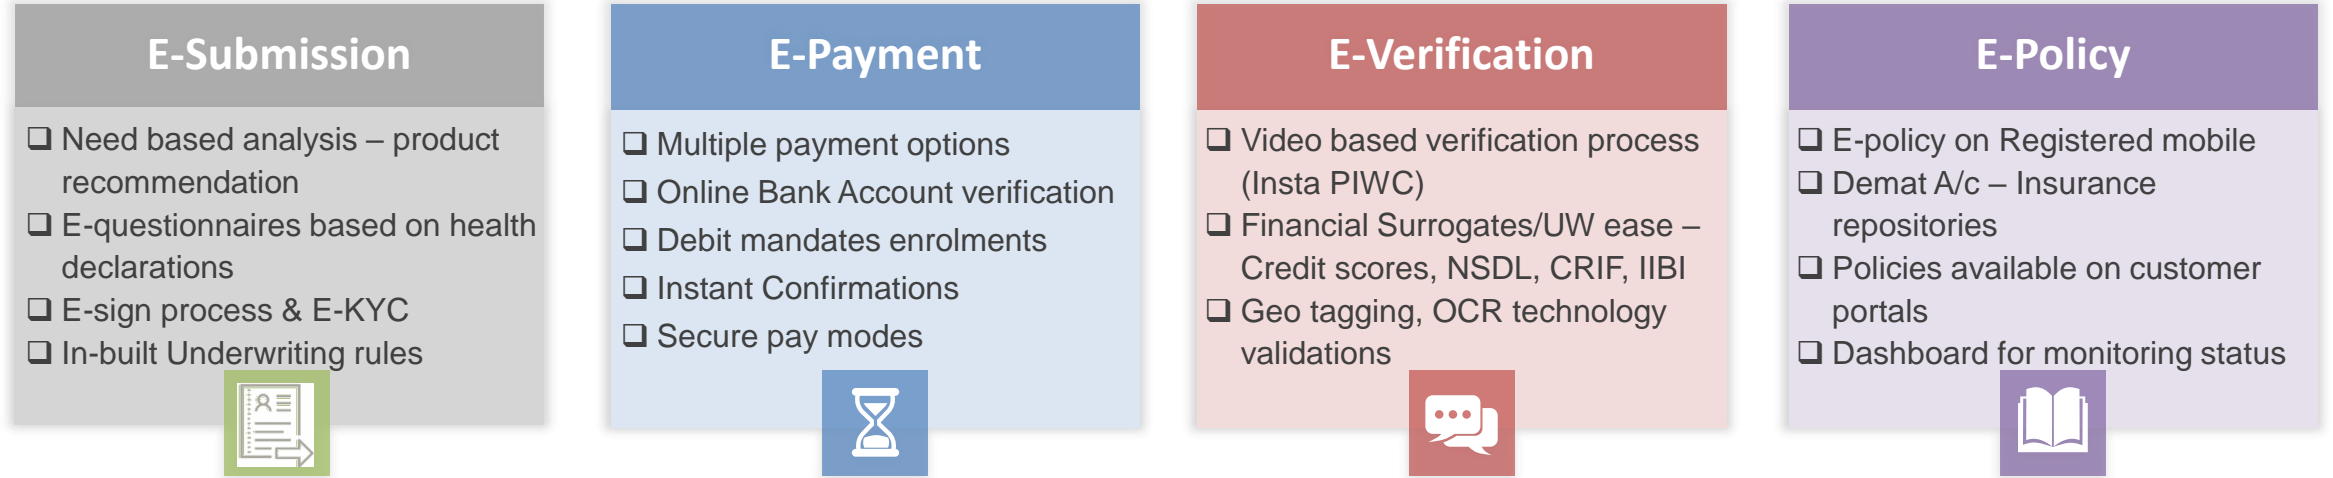 E-Submission
❑ Need based analysis – product
recommendation
❑ E-questionnaires based on health
declarations
❑ E-sign process & E-KYC
❑ In-built Underwriting rules
E-Payment
❑ Multiple payment options
❑ Online Bank Account verification
❑ Debit mandates enrolments
❑ Instant Confirmations
❑ Secure pay modes
E-Verification
❑ Video based verification process
(Insta PIWC)
❑ Financial Surrogates/UW ease –
Credit scores, NSDL, CRIF, IIBI
❑ Geo tagging, OCR technology
validations
E-Policy
❑ E-policy on Registered mobile
❑ Demat A/c – Insurance
repositories
❑ Policies available on customer
portals
❑ Dashboard for monitoring status